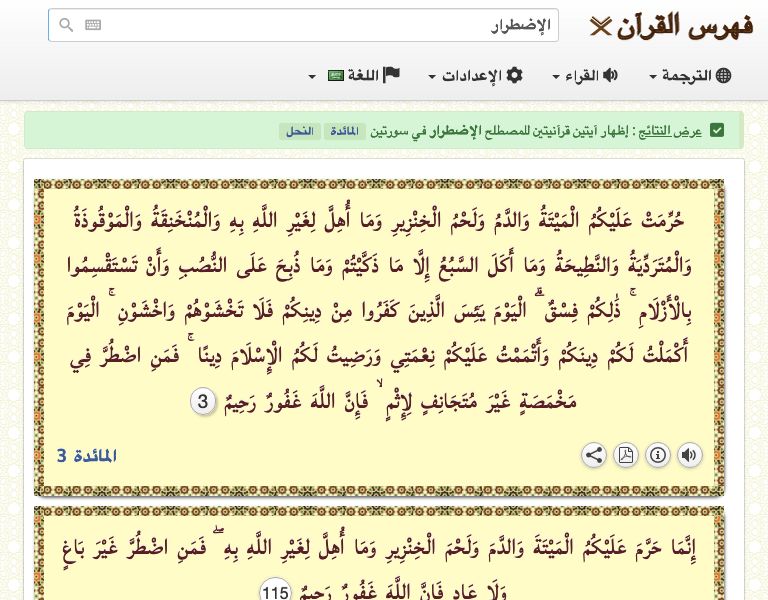 فهرس القرآن
الإضطرار
الترجمة القراء الإعدادات اللغة
عرض النتائج : إظهار آيتين قرآنيتين للمصطلح الإضطرار في سورتين المائدة النحل
حُرِّمَتْ عَلَيْكُمُ الْمَيْتَةُ وَالدَّمُ وَلَحْمُ الْخِنْزِيرِ وَمَا أُهِلَّ لِغَيْرِ اللَّهِ بِهِ وَالْمُنْخَنِقَةُ وَالْمَوْقُوذَةُ
وَالْمُتَرَدِّيَةُ وَالنَّطِيحَةُ وَمَا أَكَلَ السَّبُعُ إِلَّا مَا ذَكَّيْتُمْ وَمَا ذُبِحَ عَلَى النُّصُبِ وَأَنْ تَسْتَقْسِمُوا
بِالْأَزْلَامِ ۚ ذَٰلِكُمْ فِسْقٌ ۗ الْيَوْمَ يَئِسَ الَّذِينَ كَفَرُوا مِنْ دِينِكُمْ فَلَا تَخْشَوْهُمْ وَاخْشَوْنِ ۚ الْيَوْمَ
أَكْمَلْتُ لَكُمْ دِينَكُمْ وَأَتْمَمْتُ عَلَيْكُمْ نِعْمَتِي وَرَضِيتُ لَكُمُ الْإِسْلَامَ دِينًا ۚ فَمَنِ اضْطُرَّ فِي
مَخْمَصَةٍ غَيْرَ مُتَجَانِفٍ لِإِثْمٍ ۙ فَإِنَّ اللَّهَ غَفُورٌ رَحِيمٌ 3
المائدة 3
إِنَّمَا حَرَّمَ عَلَيْكُمُ الْمَيْتَةَ وَالدَّمَ وَلَحْمَ الْخِنْزِيرِ وَمَا أُهِلَّ لِغَيْرِ اللَّهِ بِهِ ۖ فَمَنِ اضْطُرَّ غَيْرَ بَاغٍ
وَلَا عَادٍ فَإِنَّ اللَّهَ غَفُورٌ رَحِيمٌ 115